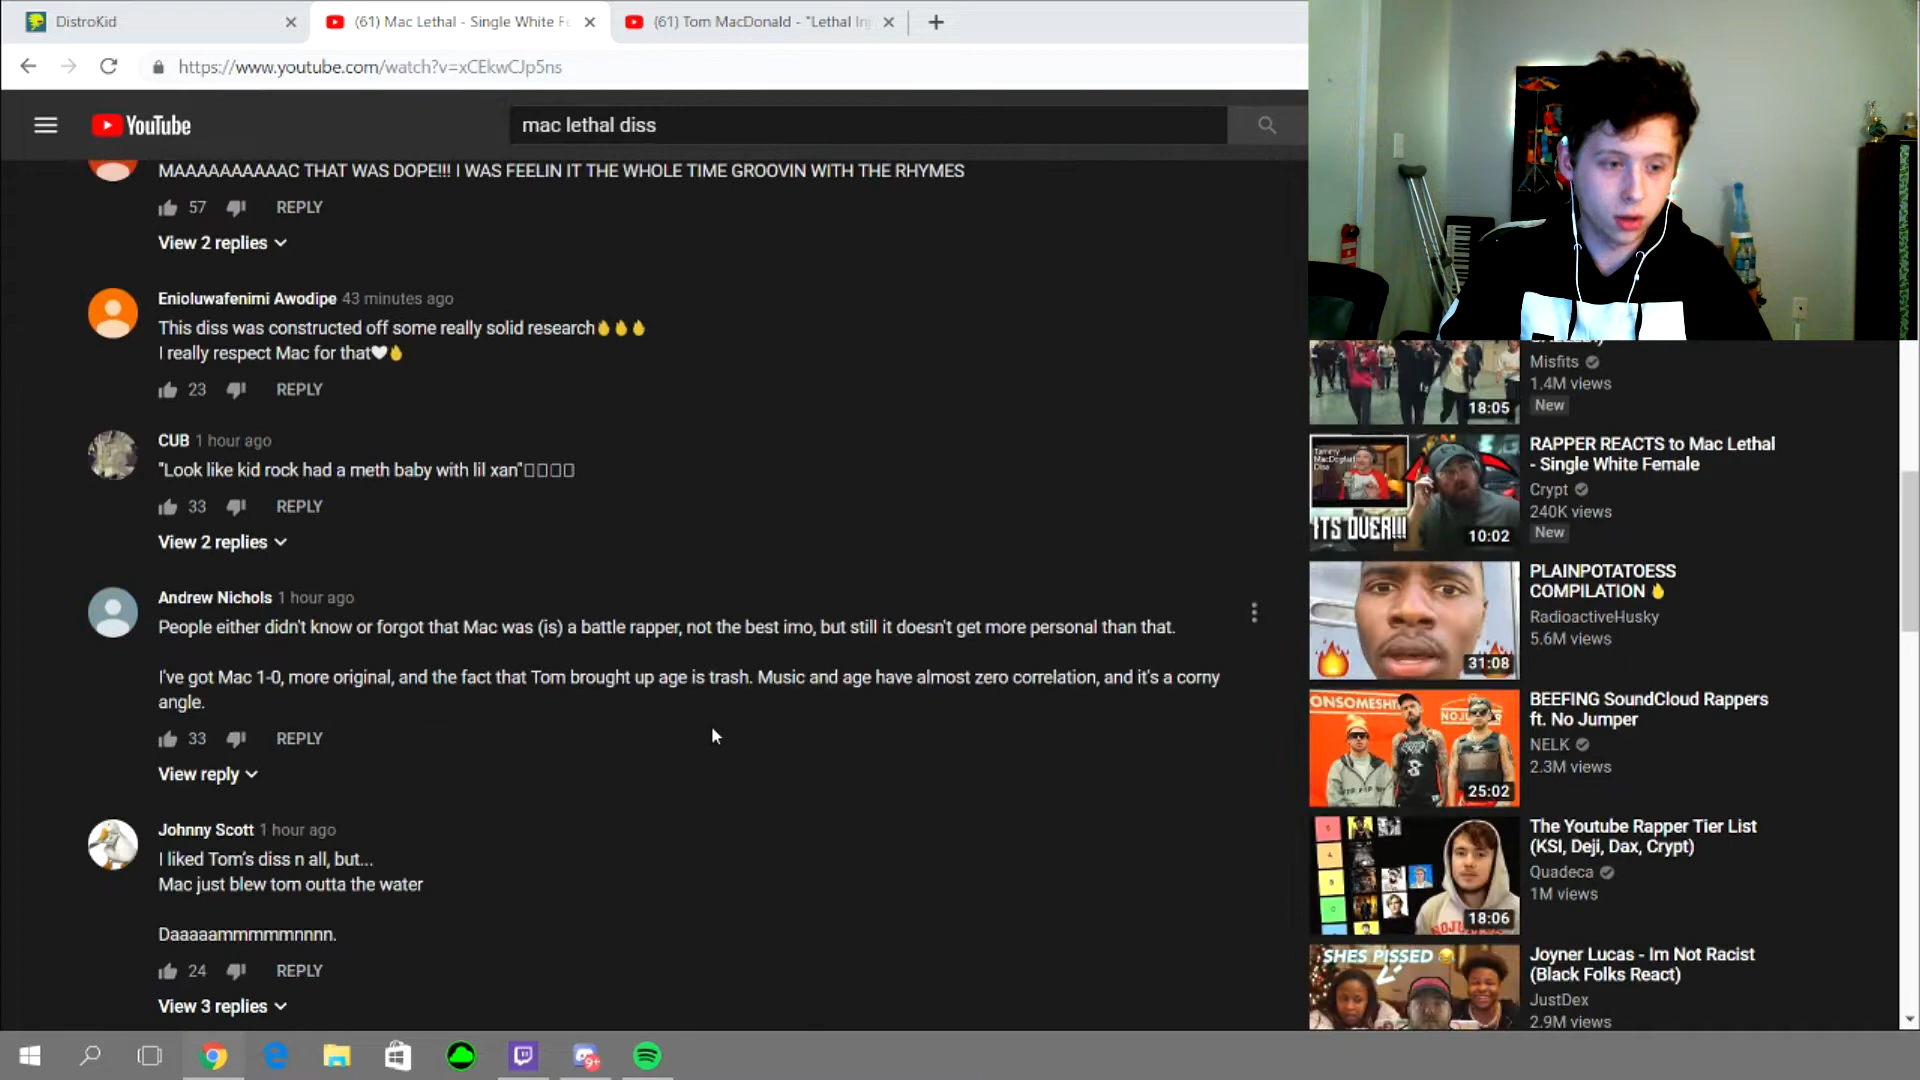 DistroKid
(61) Mac Lethal - Single White Fe
(61) Tom MacDonald - "Lethal Inj
https://www.youtube.com/watch?v=xCEkwCJp5ns
YouTube
mac lethal diss
MAAAAAAAAAAC THAT WAS DOPE!!! I WAS FEELIN IT THE WHOLE TIME GROOVIN WITH THE RHYMES
57 REPLY
View 2 replies
Enioluwafenimi Awodipe 43 minutes ago
This diss was constructed off some really solid research🔥🔥🔥
I really respect Mac for that🤍🔥
23 REPLY
CUB 1 hour ago
"Look like kid rock had a meth baby with lil xan"▯▯▯▯
33 REPLY
View 2 replies
Andrew Nichols 1 hour ago
People either didn't know or forgot that Mac was (is) a battle rapper, not the best imo, but still it doesn't get more personal than that.
I've got Mac 1-0, more original, and the fact that Tom brought up age is trash. Music and age have almost zero correlation, and it's a corny
angle.
33 REPLY
View reply
Johnny Scott 1 hour ago
I liked Tom's diss n all, but...
Mac just blew tom outta the water
Daaaaammmmmnnnn.
24 REPLY
View 3 replies
Misfits
1.4M views
New
18:05
RAPPER REACTS to Mac Lethal
- Single White Female
Crypt
240K views
New
ITS OVER!!!
10:02
PLAINPOTATOESS
COMPILATION 🔥
RadioactiveHusky
5.6M views
31:08
BEEFING SoundCloud Rappers
ft. No Jumper
NELK
2.3M views
25:02
The Youtube Rapper Tier List
(KSI, Deji, Dax, Crypt)
Quadeca
1M views
18:06
Joyner Lucas - Im Not Racist
(Black Folks React)
JustDex
2.9M views
SHES PISSED
9+